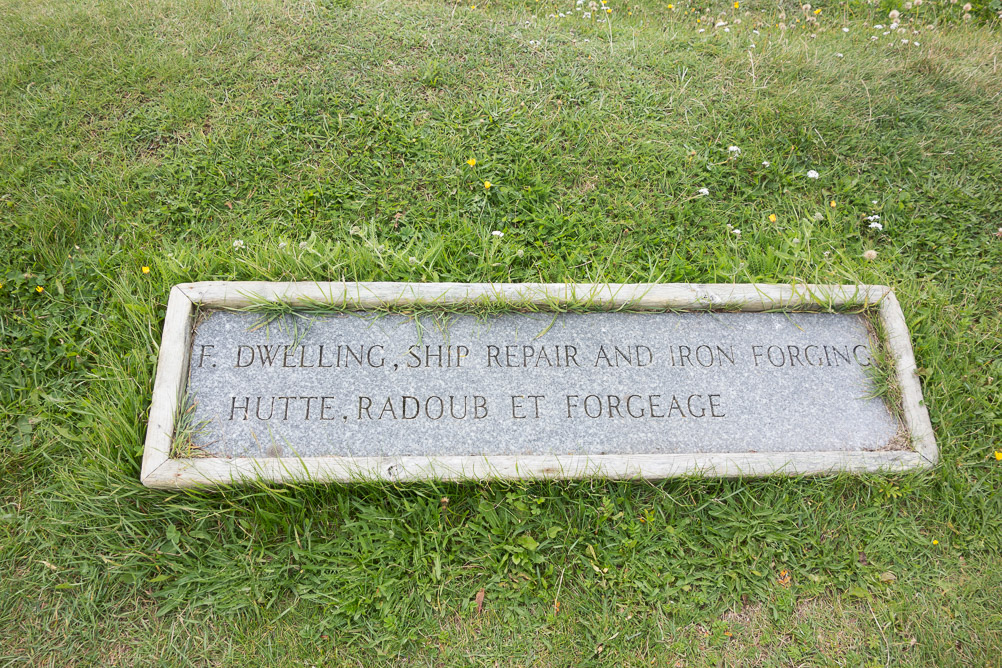 F. DWELLING, SHIP REPAIR AND IRON FORGING
HUTTE, RADOUB ET FORGEAGE